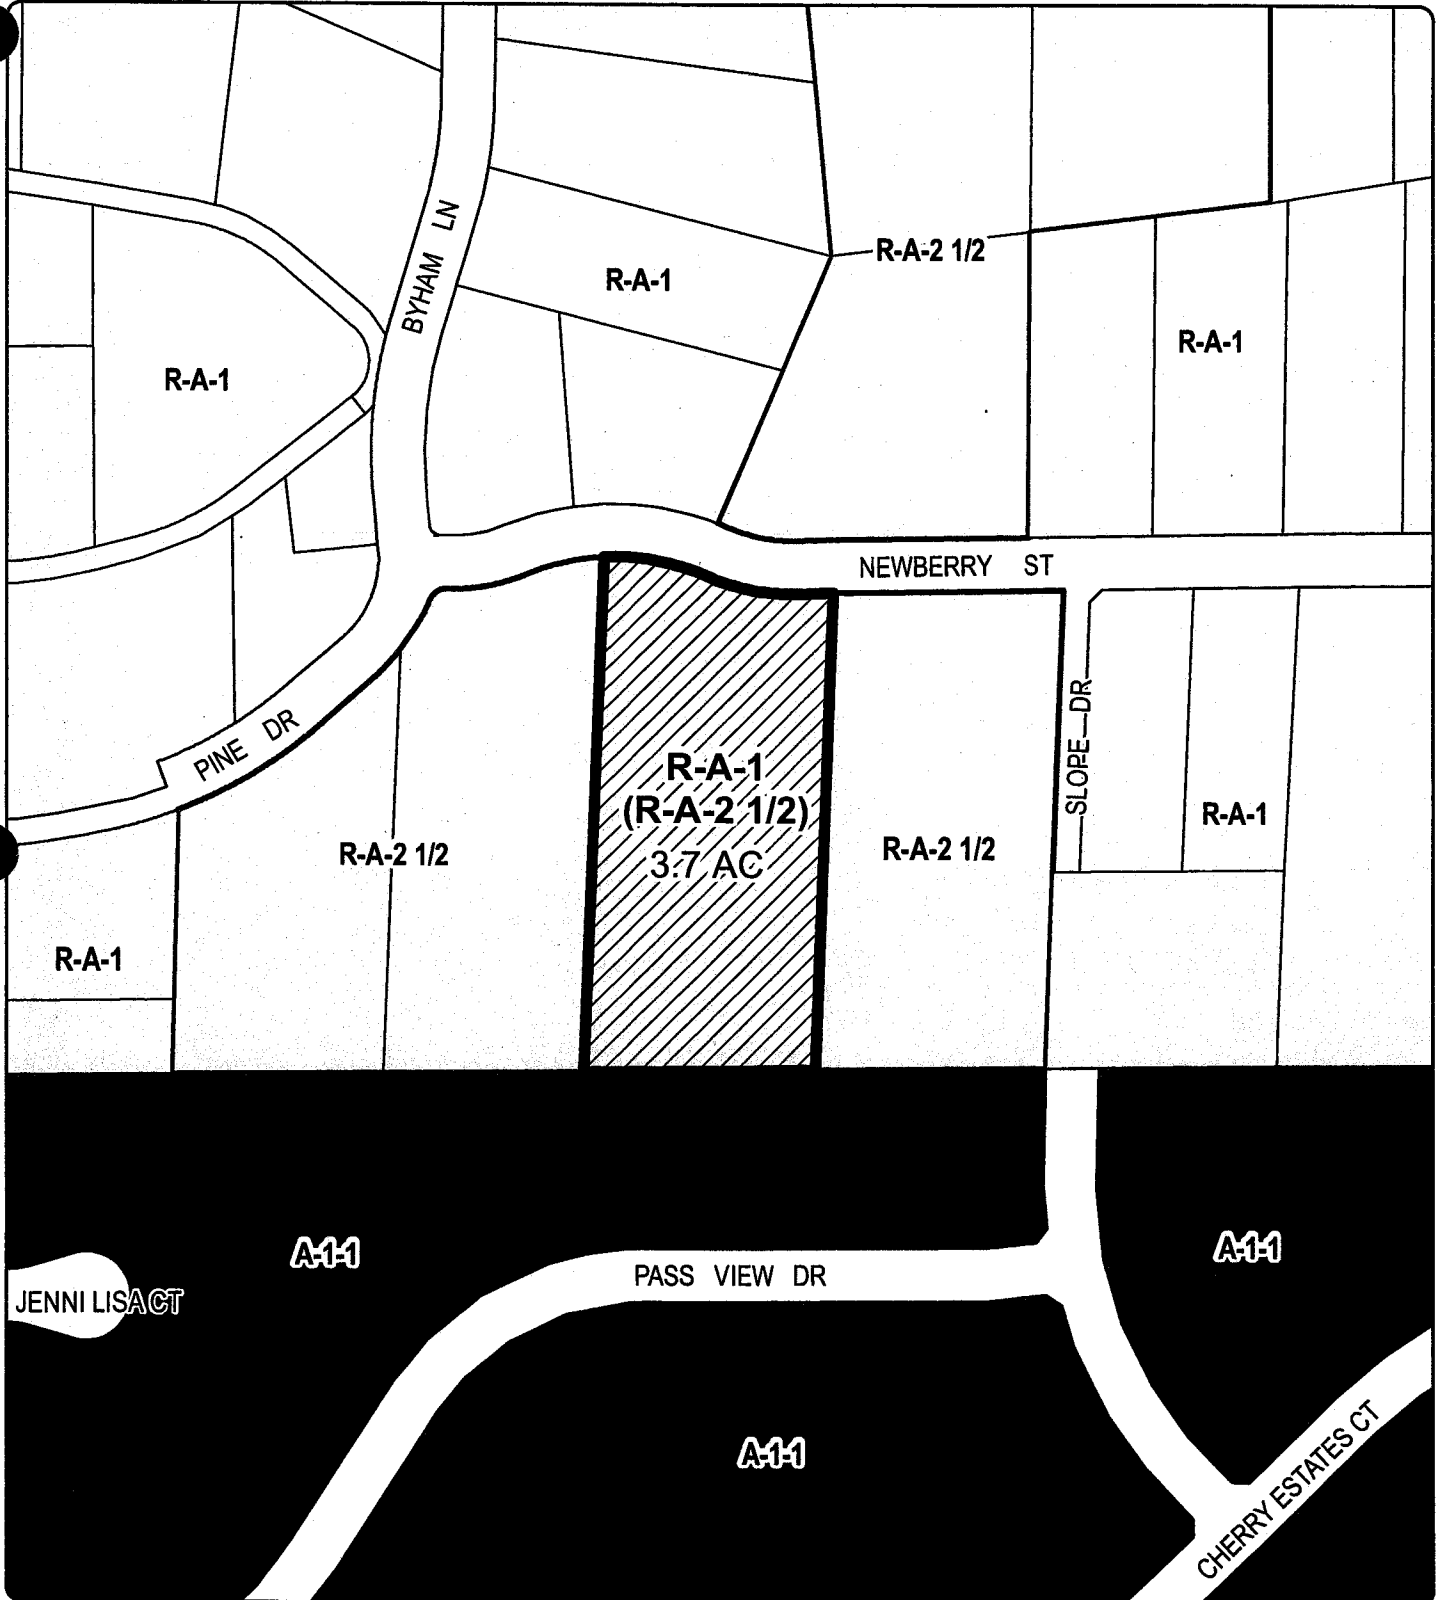 BYHAM LN
R-A-1
R-A-2 1/2
R-A-1
R-A-1
NEWBERRY ST
PINE DR
SLOPE DR
R-A-1
(R-A-2 1/2)
3.7 AC
R-A-2 1/2
R-A-2 1/2
R-A-1
R-A-1
A-1-1
A-1-1
PASS VIEW DR
JENNI LISA CT
A-1-1
CHERRY ESTATES CT